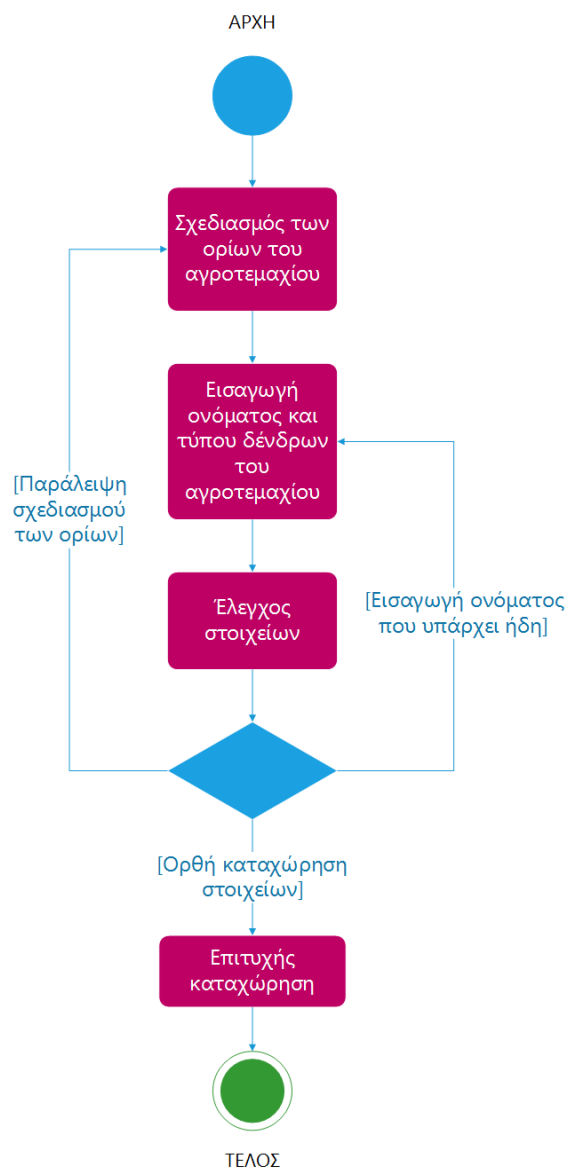 ΑΡΧΗ
Σχεδιασμός των
ορίων του
αγροτεμαχίου
Εισαγωγή
ονόματος και
τύπου δένδρων
του
αγροτεμαχίου
[Παράλειψη
σχεδιασμού
των ορίων]
Έλεγχος
στοιχείων
[Εισαγωγή ονόματος
που υπάρχει ήδη]
[Ορθή καταχώρηση
στοιχείων]
Επιτυχής
καταχώρηση
ΤΕΛΟΣ